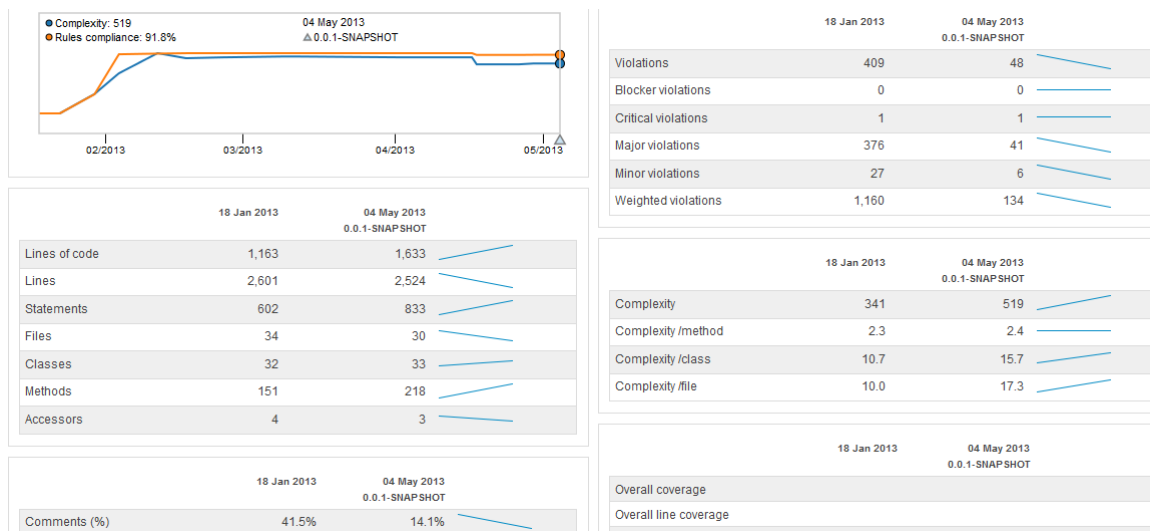 Complexity: 519 04 May 2013
Rules compliance: 91.8% 0.0.1-SNAPSHOT
02/2013 03/2013 04/2013 05/2013
18 Jan 2013 04 May 2013
0.0.1-SNAPSHOT
Lines of code 1,163 1,633
Lines 2,601 2,524
Statements 602 833
Files 34 30
Classes 32 33
Methods 151 218
Accessors 4 3
18 Jan 2013 04 May 2013
0.0.1-SNAPSHOT
Comments (%) 41.5% 14.1%
18 Jan 2013 04 May 2013
0.0.1-SNAPSHOT
Violations 409 48
Blocker violations 0 0
Critical violations 1 1
Major violations 376 41
Minor violations 27 6
Weighted violations 1,160 134
18 Jan 2013 04 May 2013
0.0.1-SNAPSHOT
Complexity 341 519
Complexity /method 2.3 2.4
Complexity /class 10.7 15.7
Complexity /file 10.0 17.3
18 Jan 2013 04 May 2013
0.0.1-SNAPSHOT
Overall coverage
Overall line coverage